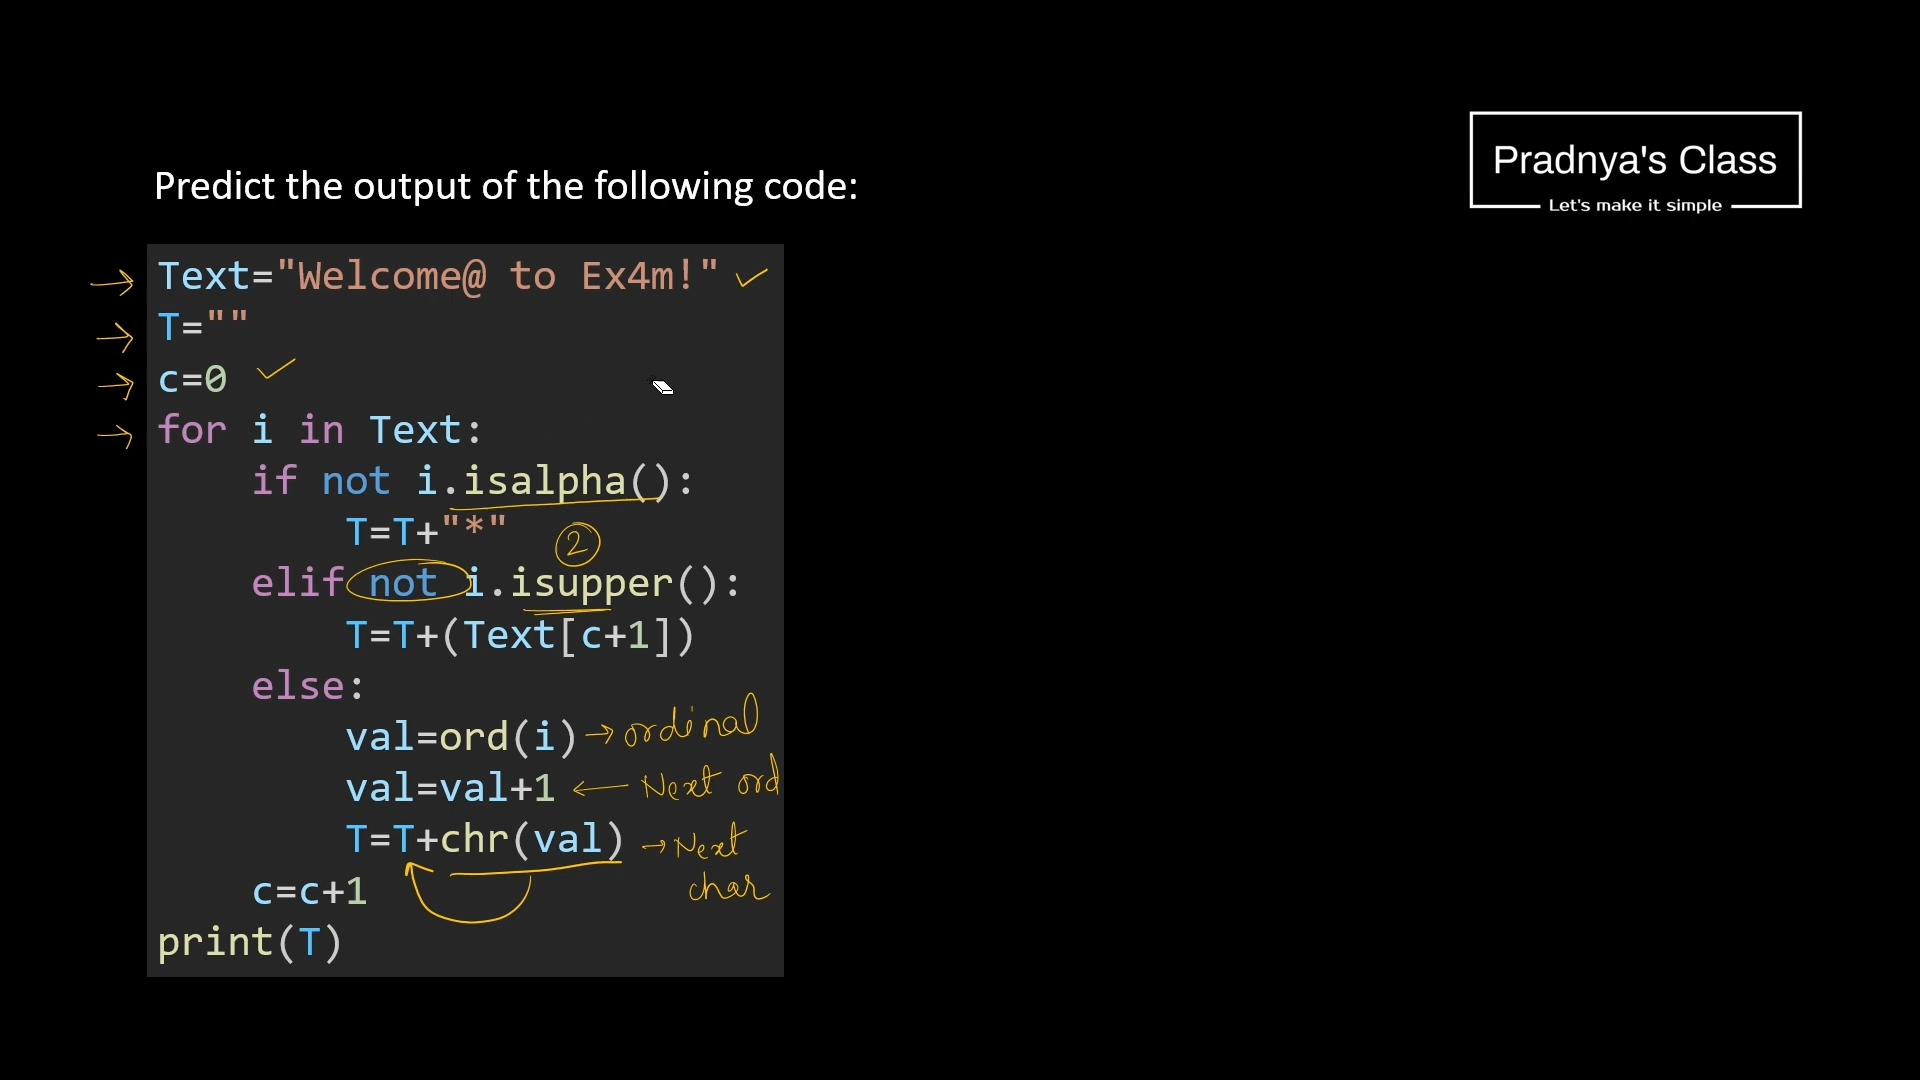 Pradnya's Class
Let's make it simple
Predict the output of the following code:
Text="Welcome@ to Ex4m!"
T=""
c=0
for i in Text:
    if not i.isalpha():
        T=T+"*"
2
    elif not i.isupper():
        T=T+(Text[c+1])
    else:
        val=ord(i) → ordinal
        val=val+1 ← Next ord
        T=T+chr(val) → Next
char
    c=c+1
print(T)